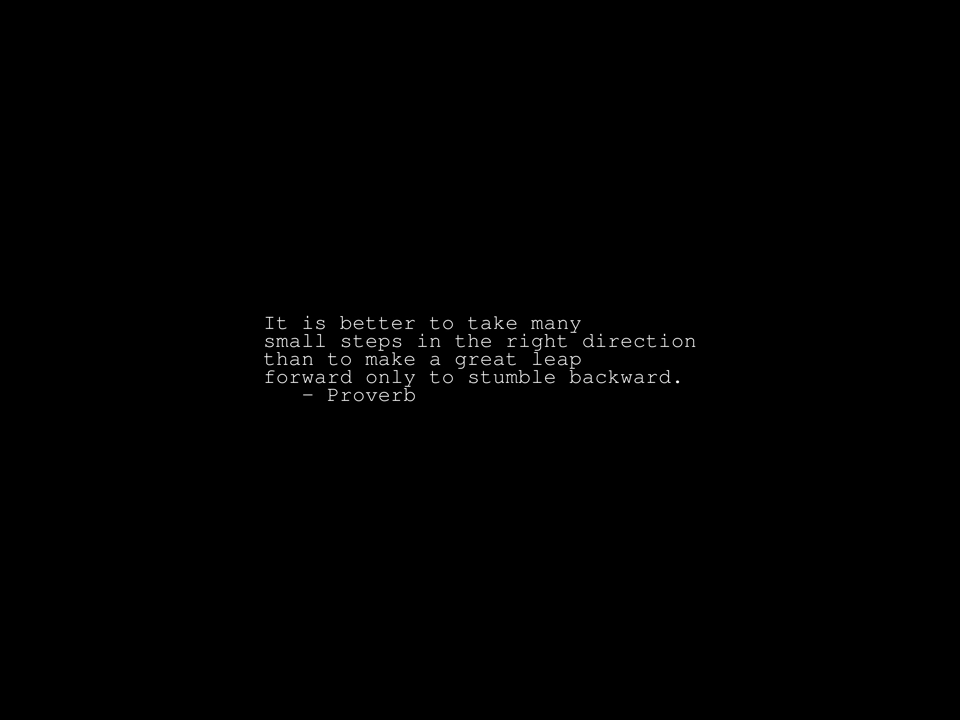 It is better to take many
small steps in the right direction
than to make a great leap
forward only to stumble backward.
   - Proverb